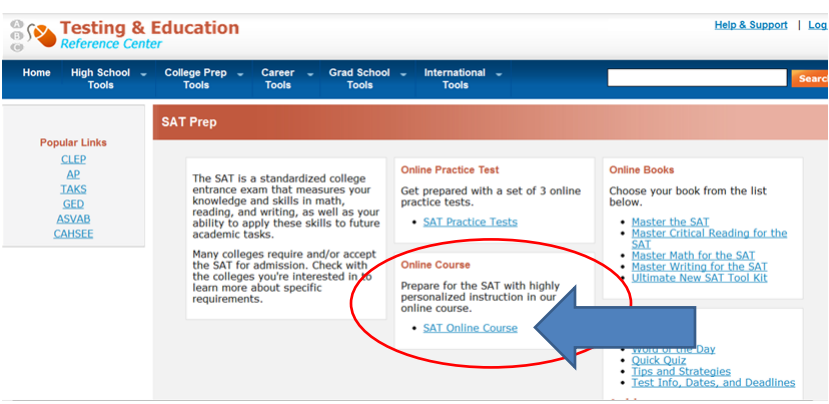 A
B
C
Testing & Education
Reference Center
Help & Support | Log
Home
High School Tools
College Prep Tools
Career Tools
Grad School Tools
International Tools
Search
SAT Prep
Popular Links
CLEP
AP
TAKS
GED
ASVAB
CAHSEE
The SAT is a standardized college
entrance exam that measures your
knowledge and skills in math,
reading, and writing, as well as your
ability to apply these skills to future
academic tasks.
Many colleges require and/or accept
the SAT for admission. Check with
the colleges you're interested in to
learn more about specific
requirements.
Online Practice Test
Get prepared with a set of 3 online
practice tests.
• SAT Practice Tests
Online Course
Prepare for the SAT with highly
personalized instruction in our
online course.
• SAT Online Course
Online Books
Choose your book from the list
below.
• Master the SAT
• Master Critical Reading for the
SAT
• Master Math for the SAT
• Master Writing for the SAT
• Ultimate New SAT Tool Kit
• Word of the Day
• Quick Quiz
• Tips and Strategies
• Test Info, Dates, and Deadlines